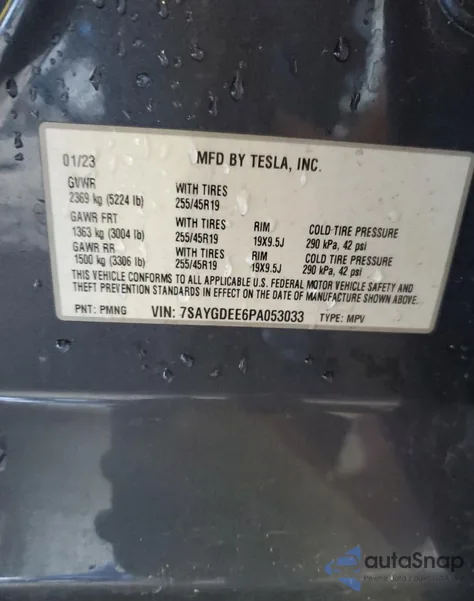 01/23 MFD BY TESLA, INC.
GVWR WITH TIRES
2369 kg (5224 lb) 255/45R19
GAWR FRT WITH TIRES RIM COLD TIRE PRESSURE
1363 kg (3004 lb) 255/45R19 19X9.5J 290 kPa, 42 psi
GAWR RR WITH TIRES RIM COLD TIRE PRESSURE
1500 kg (3306 lb) 255/45R19 19X9.5J 290 kPa, 42 psi
THIS VEHICLE CONFORMS TO ALL APPLICABLE U.S. FEDERAL MOTOR VEHICLE SAFETY AND
THEFT PREVENTION STANDARDS IN EFFECT ON THE DATE OF MANUFACTURE SHOWN ABOVE.
PNT: PMNG VIN: 7SAYGDEE6PA053033 TYPE: MPV
autaSnap